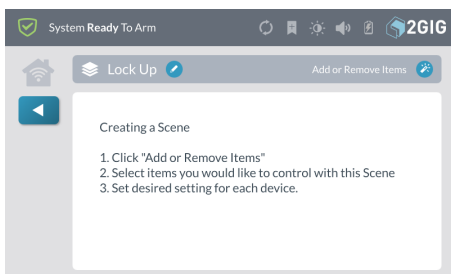 System Ready To Arm
2GIG
Lock Up
Add or Remove Items
Creating a Scene
1. Click "Add or Remove Items"
2. Select items you would like to control with this Scene
3. Set desired setting for each device.